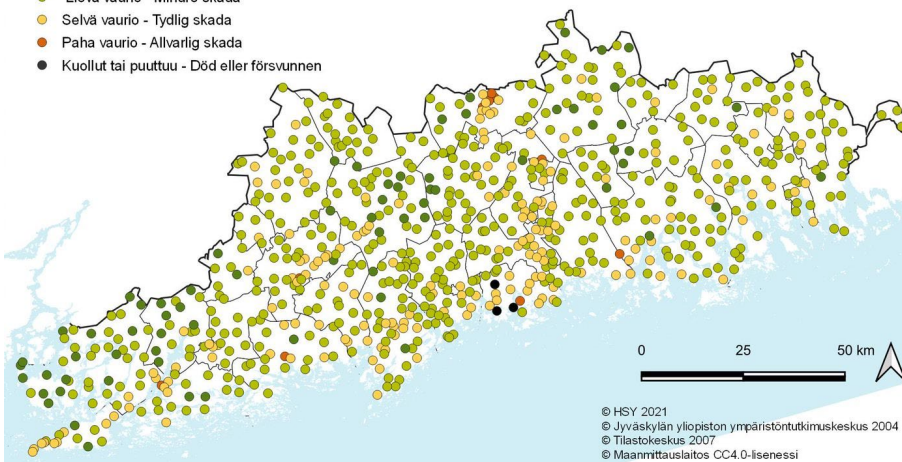 Selvä vaurio - Tydlig skada
Paha vaurio - Allvarlig skada
Kuollut tai puuttuu - Död eller försvunnen
0 25 50 km
© HSY 2021
© Jyväskylän yliopiston ympäristöntutkimuskeskus 2004
© Tilastokeskus 2007
© Maanmittauslaitos CC4.0-lisenessi